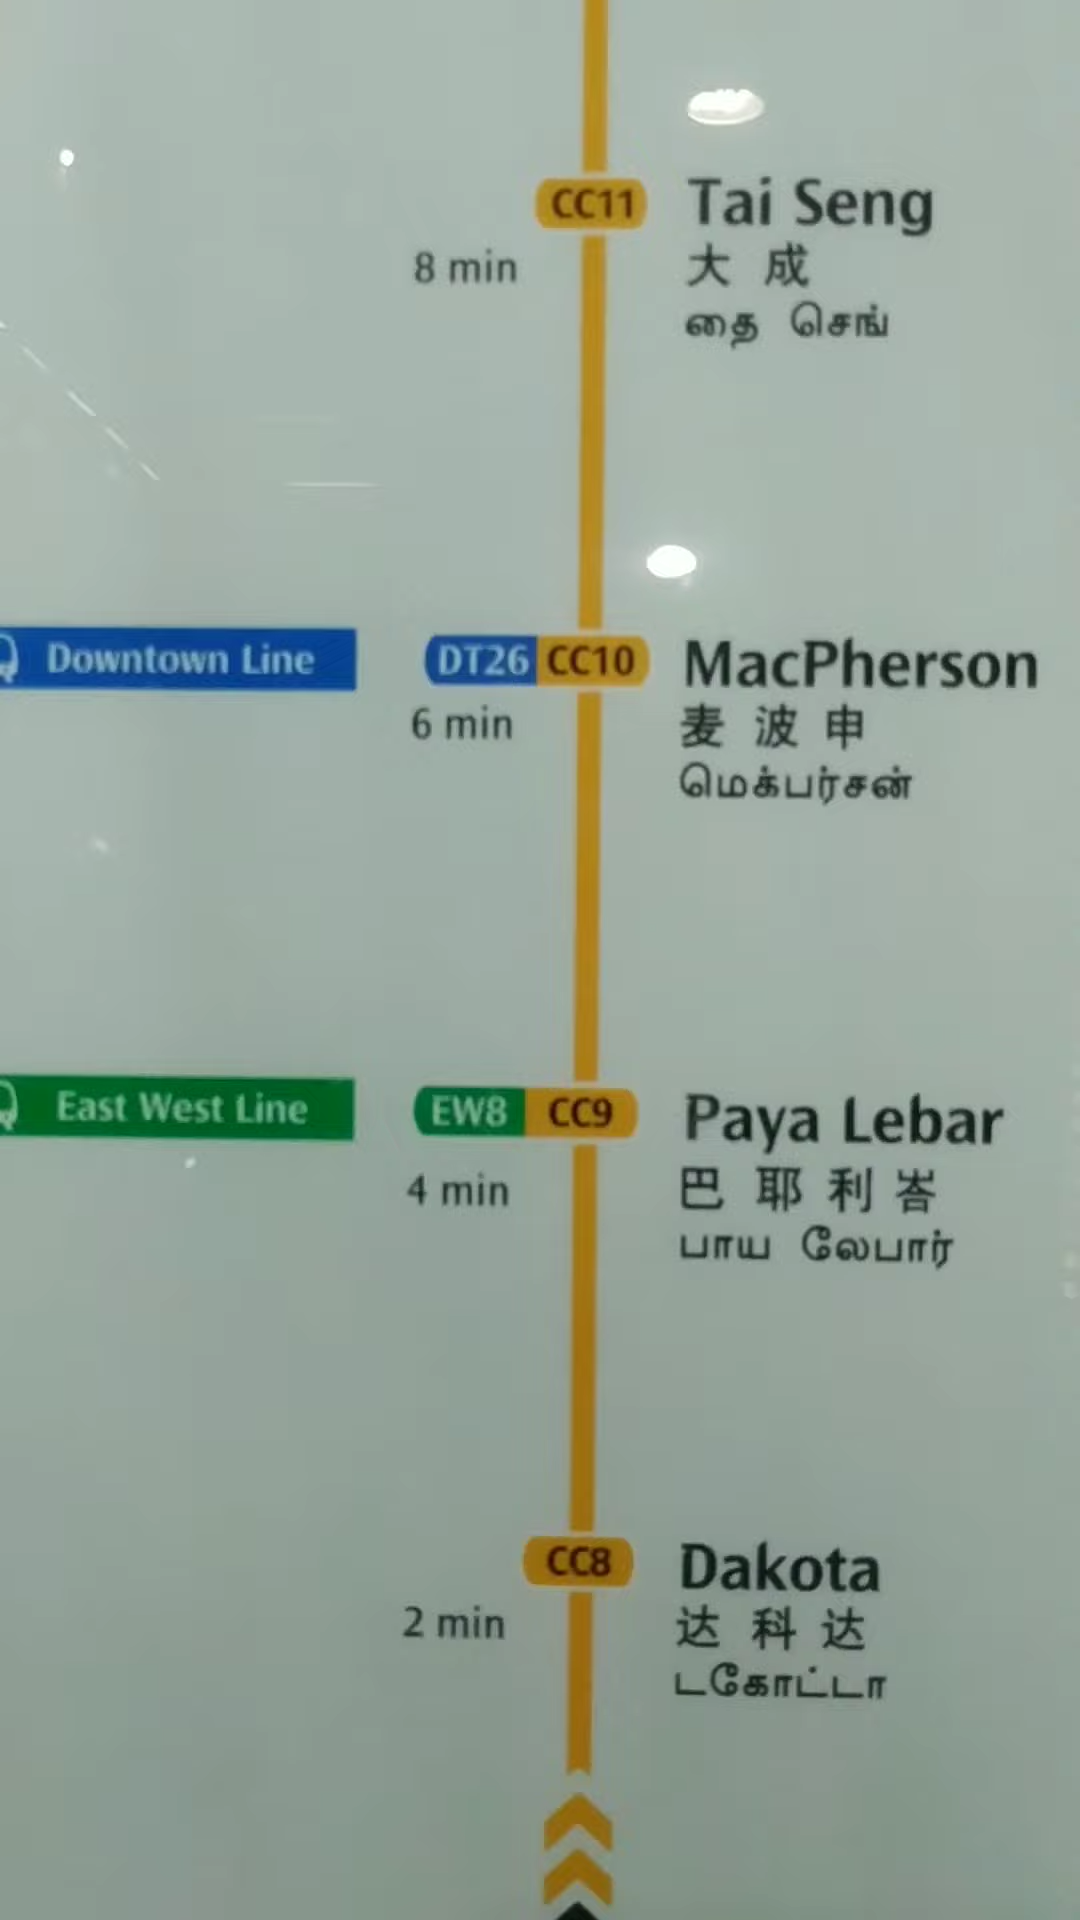 CC11 Tai Seng
8 min 大成
தை செங்
Downtown Line DT26 CC10 MacPherson
6 min 麦波申
மெக்பர்சன்
East West Line EW8 CC9 Paya Lebar
4 min 巴耶利峇
பாய லேபார்
CC8 Dakota
2 min 达科达
டகோட்டா